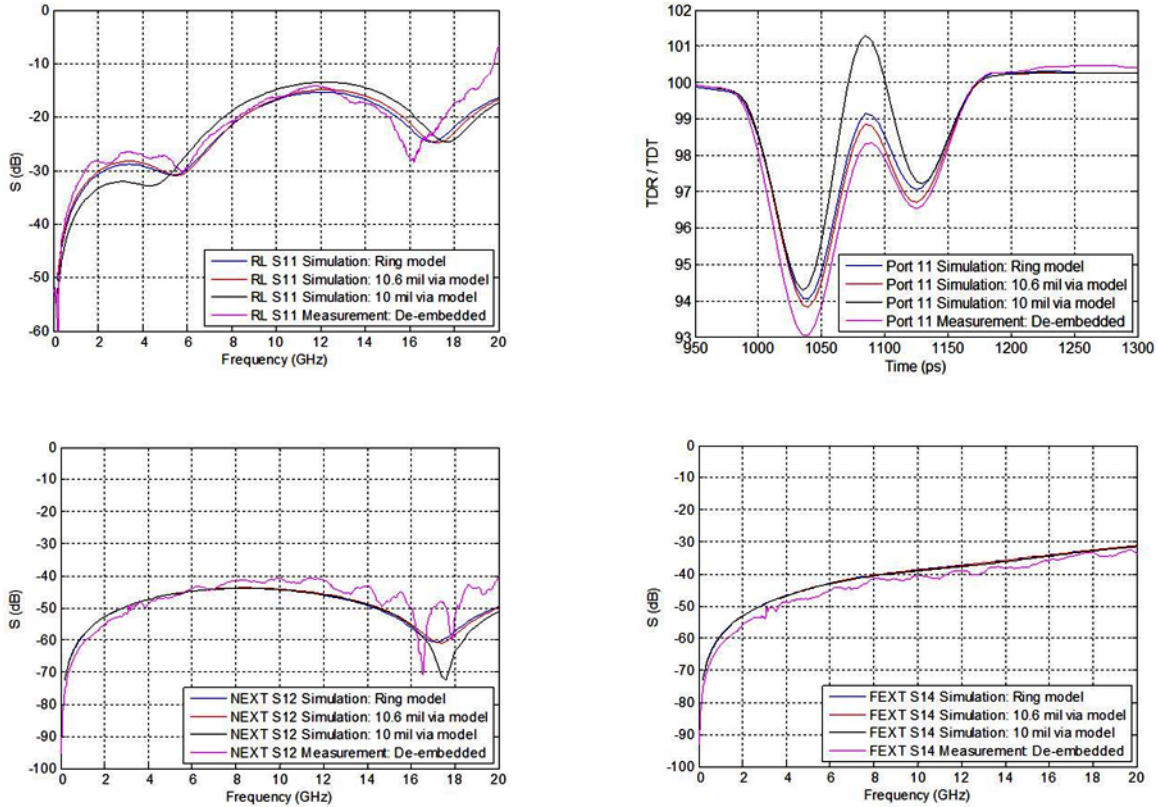 0
-10
-20
-30
-40
-50
-60
S (dB)
RL S11 Simulation: Ring model
RL S11 Simulation: 10.6 mil via model
RL S11 Simulation: 10 mil via model
RL S11 Measurement: De-embedded
0 2 4 6 8 10 12 14 16 18 20
Frequency (GHz)
102
101
100
99
98
97
96
95
94
93
TDR / TDT
Port 11 Simulation: Ring model
Port 11 Simulation: 10.6 mil via model
Port 11 Simulation: 10 mil via model
Port 11 Measurement: De-embedded
950 1000 1050 1100 1150 1200 1250 1300
Time (ps)
0
-10
-20
-30
-40
-50
-60
-70
-80
-90
-100
S (dB)
NEXT S12 Simulation: Ring model
NEXT S12 Simulation: 10.6 mil via model
NEXT S12 Simulation: 10 mil via model
NEXT S12 Measurement: De-embedded
0 2 4 6 8 10 12 14 16 18 20
Frequency (GHz)
0
-10
-20
-30
-40
-50
-60
-70
-80
-90
-100
S (dB)
FEXT S14 Simulation: Ring model
FEXT S14 Simulation: 10.6 mil via model
FEXT S14 Simulation: 10 mil via model
FEXT S14 Measurement: De-embedded
0 2 4 6 8 10 12 14 16 18 20
Frequency (GHz)